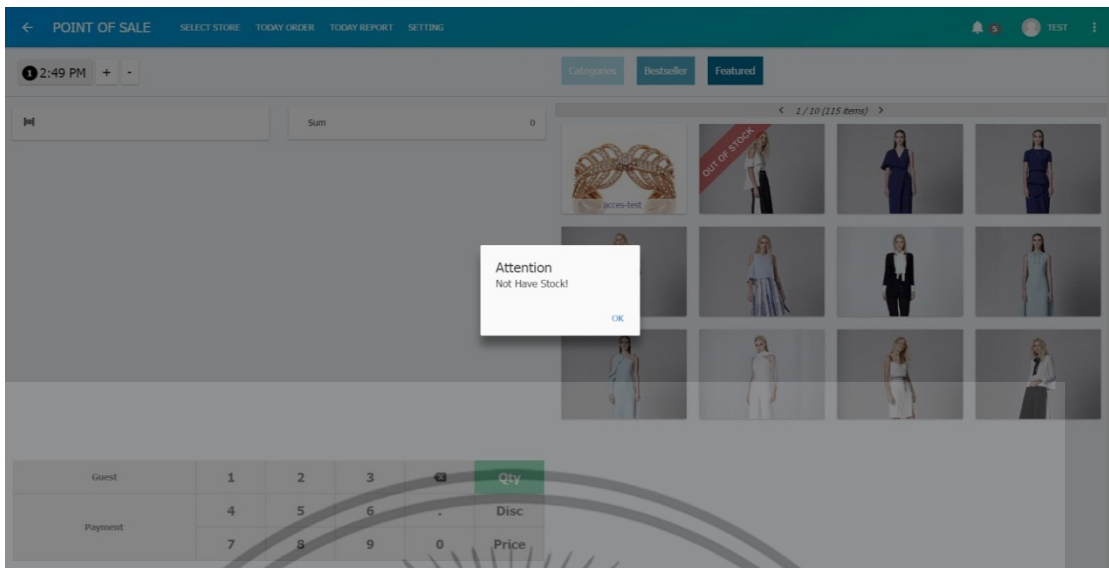 POINT OF SALE SELECT STORE TODAY ORDER TODAY REPORT SETTING 5 TEST
1 2:49 PM + - Categories Bestseller Featured
Sum 0 < 1 / 10 (115 items) >
OUT OF STOCK
acces-test
Attention
Not Have Stock!
OK
Guest 1 2 3 Qty
4 5 6 . Disc
Payment
7 8 9 0 Price